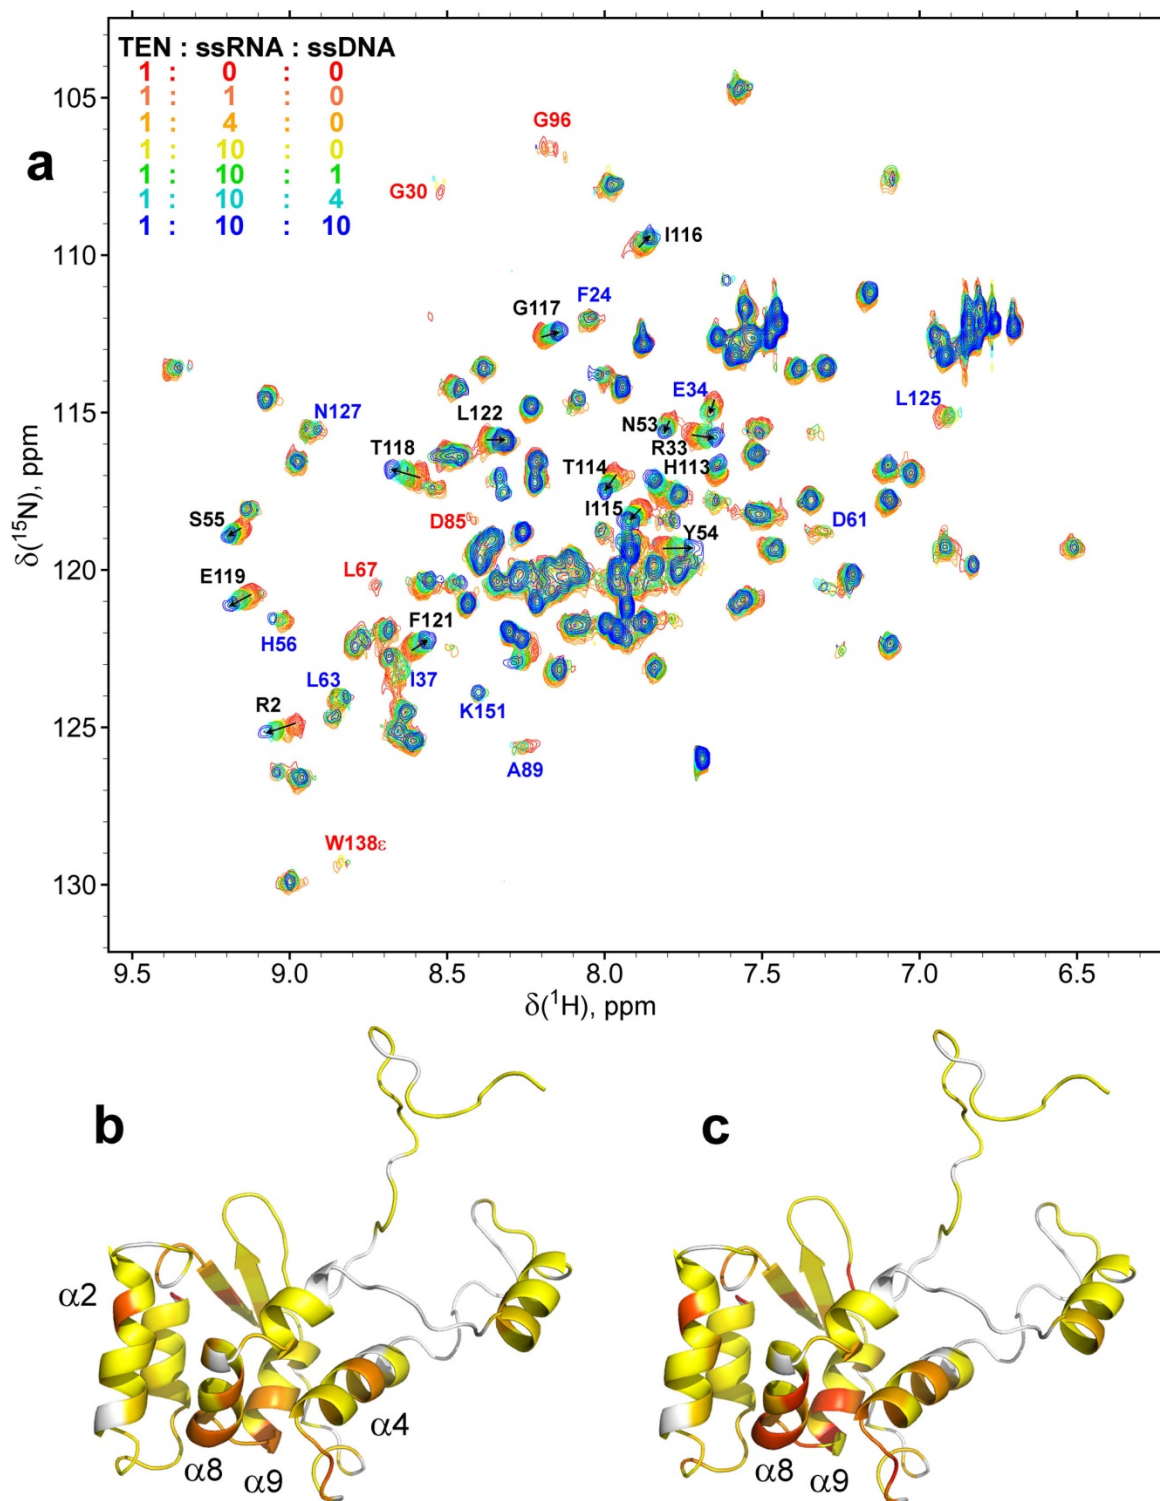 a
TEN : ssRNA : ssDNA
1 : 0 : 0
1 : 1 : 0
1 : 4 : 0
1 : 10 : 0
1 : 10 : 1
1 : 10 : 4
1 : 10 : 10
G96
G30
I116
F24
G117
E34
L125
N127
L122
N53
R33
T118
T114
H113
S55
I115
D85
D61
Y54
L67
E119
F121
H56
L63
I37
R2
K151
A89
W138ε
105
110
115
120
125
130
δ(¹⁵N), ppm
9.5 9.0 8.5 8.0 7.5 7.0 6.5
δ(¹H), ppm
b
α2
α8
α9
α4
c
α8
α9